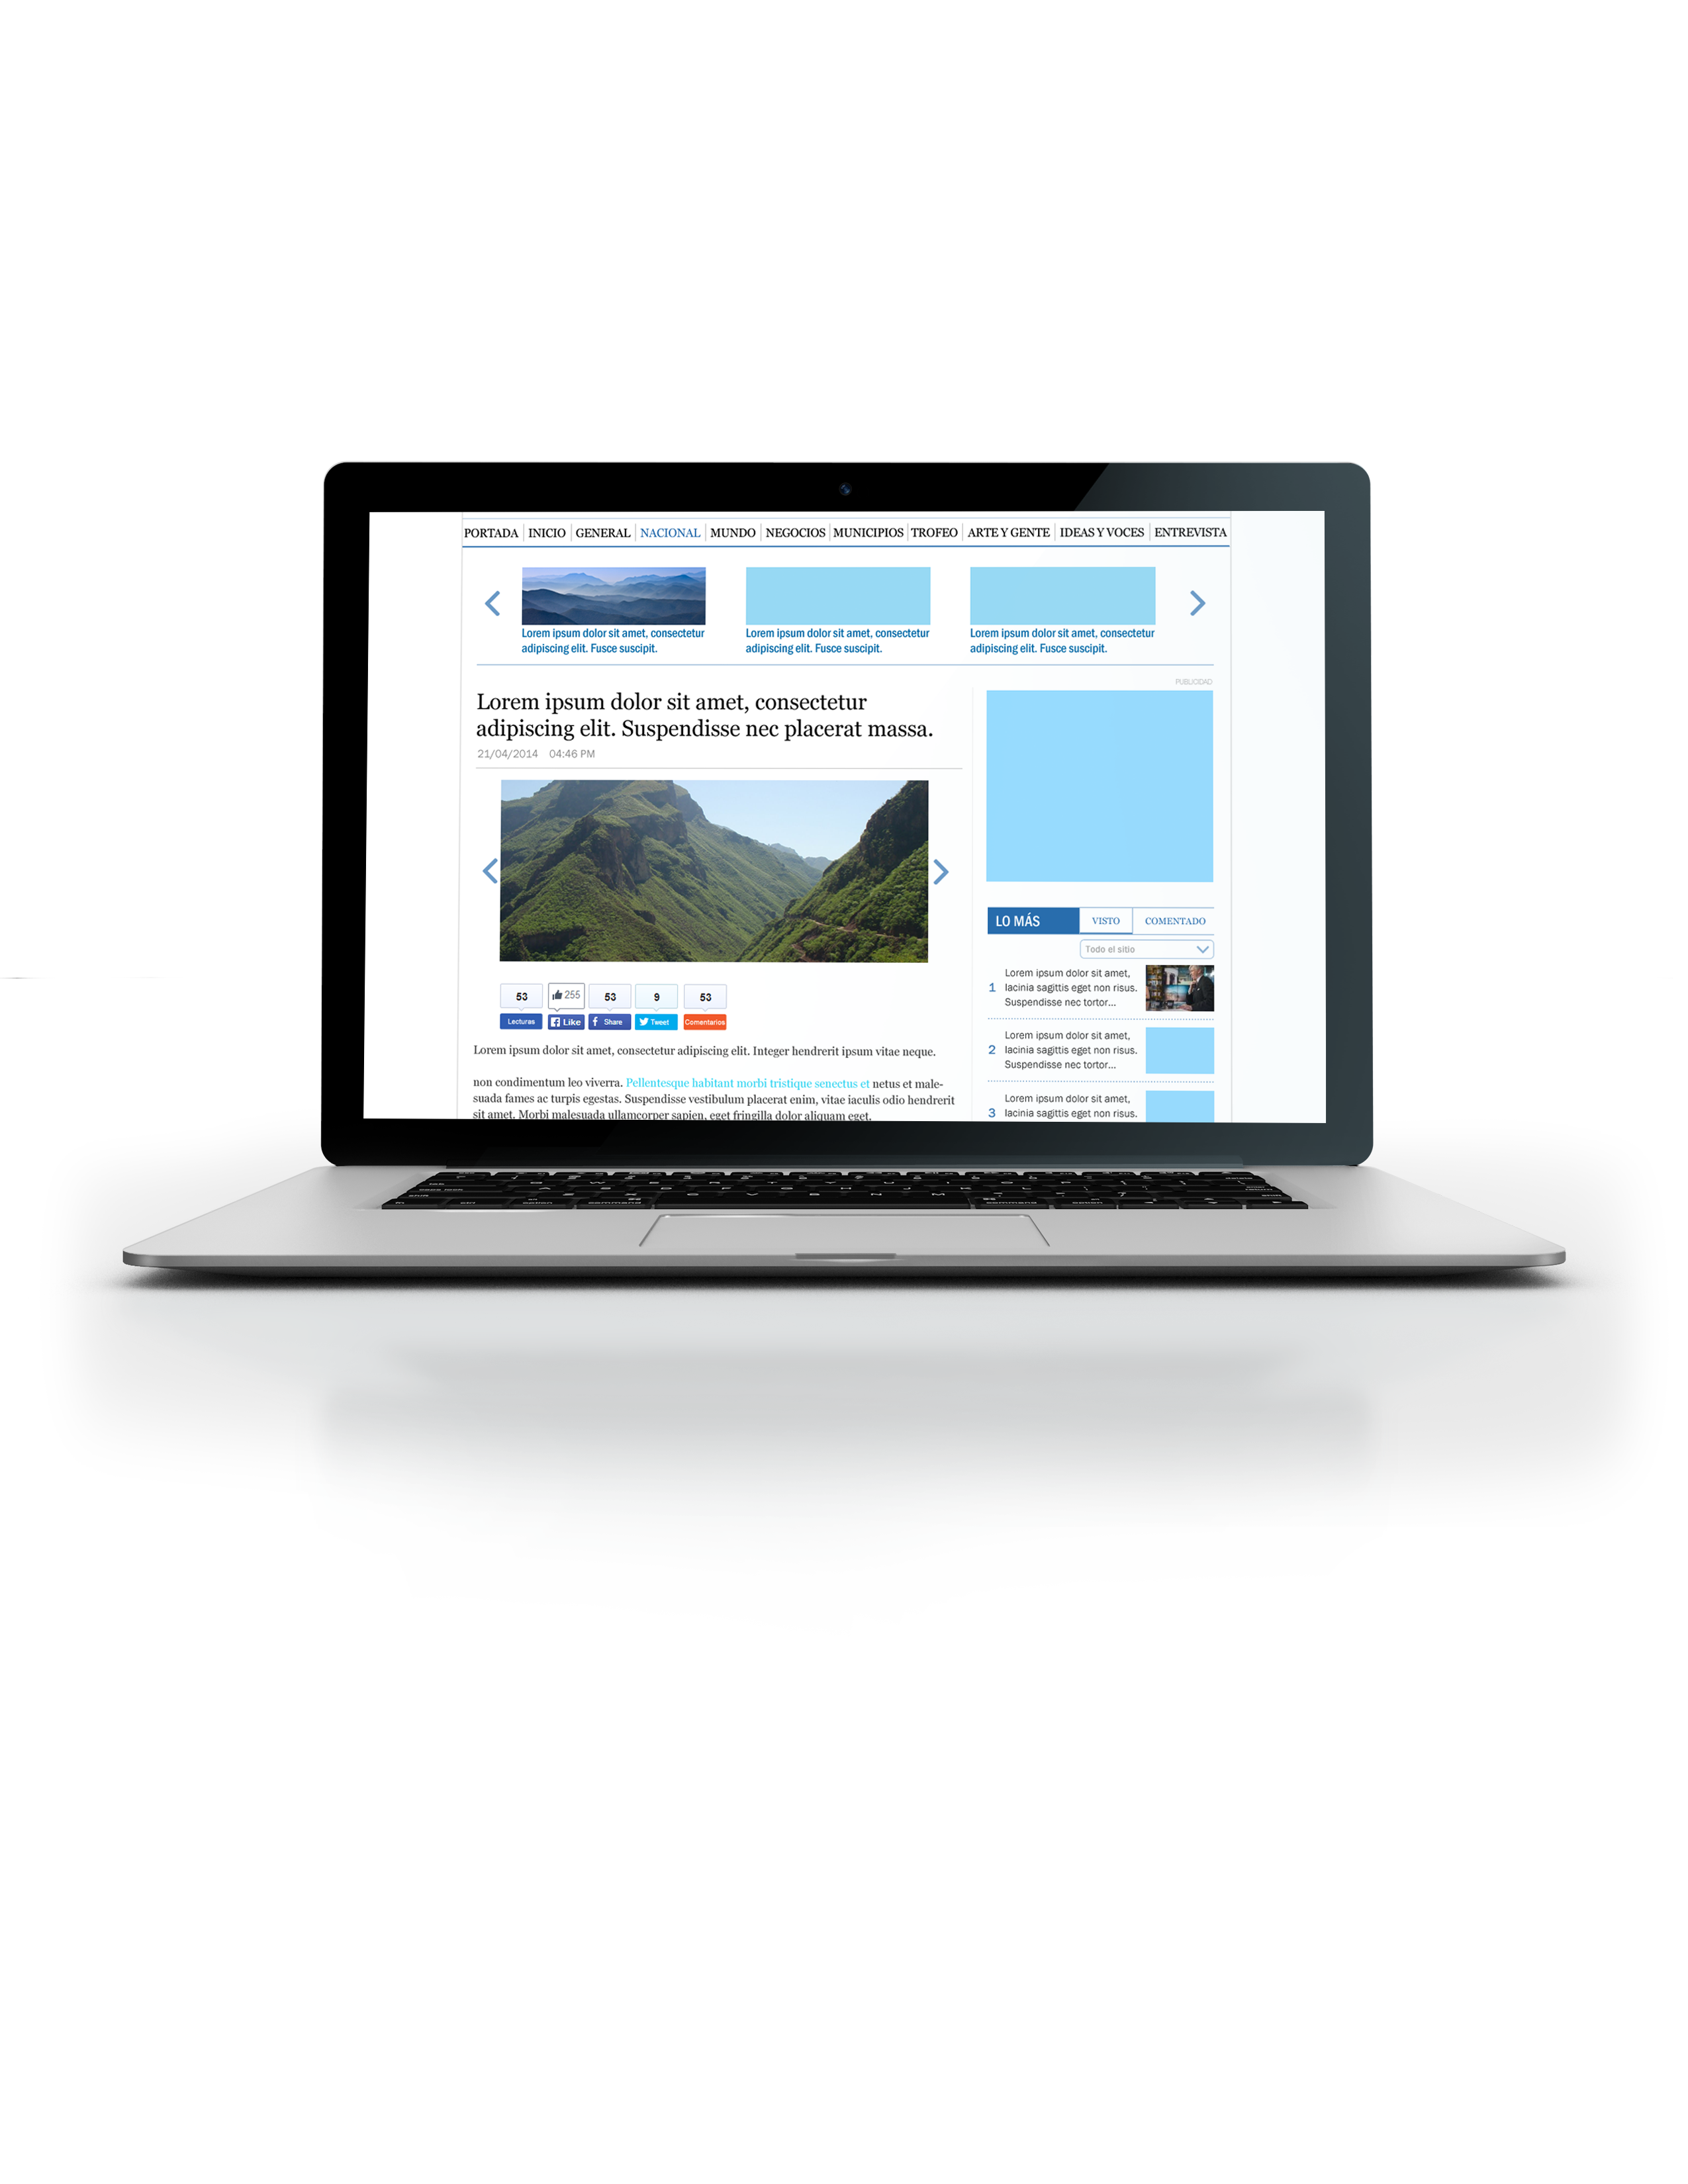 PORTADA INICIO GENERAL NACIONAL MUNDO NEGOCIOS MUNICIPIOS TROFEO ARTE Y GENTE IDEAS Y VOCES ENTREVISTA
Lorem ipsum dolor sit amet, consectetur
adipiscing elit. Fusce suscipit.
Lorem ipsum dolor sit amet, consectetur
adipiscing elit. Fusce suscipit.
Lorem ipsum dolor sit amet, consectetur
adipiscing elit. Fusce suscipit.
Lorem ipsum dolor sit amet, consectetur
adipiscing elit. Suspendisse nec placerat massa.
21/04/2014 04:46 PM
53 255 53 9 53
Lecturas Like Share Tweet Comentarios
Lorem ipsum dolor sit amet, consectetur adipiscing elit. Integer hendrerit ipsum vitae neque.
non condimentum leo viverra. Pellentesque habitant morbi tristique senectus et netus et male-
suada fames ac turpis egestas. Suspendisse vestibulum placerat enim, vitae iaculis odio hendrerit
sit amet. Morbi malesuada ullamcorper sapien, eget fringilla dolor aliquam eget.
PUBLICIDAD
LO MÁS VISTO COMENTADO
Todo el sitio
1 Lorem ipsum dolor sit amet,
lacinia sagittis eget non risus.
Suspendisse nec tortor...
2 Lorem ipsum dolor sit amet,
lacinia sagittis eget non risus.
Suspendisse nec tortor...
3 Lorem ipsum dolor sit amet,
lacinia sagittis eget non risus.